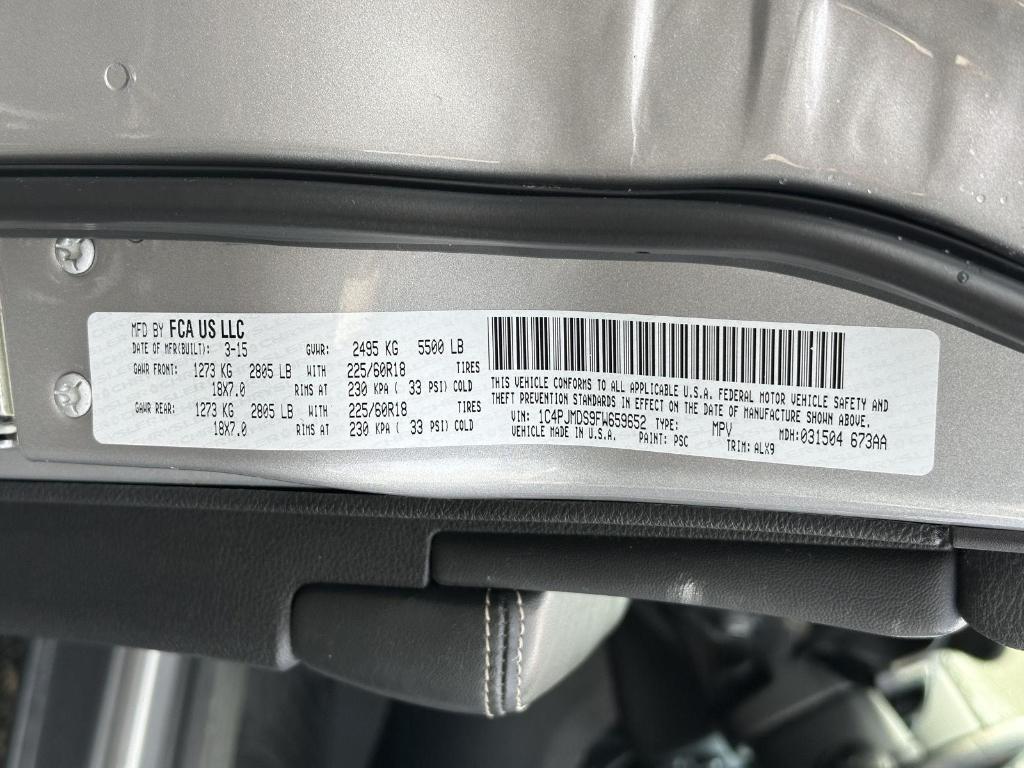 MFD BY FCA US LLC
DATE OF MFR(BUILT): 3-15 GVWR: 2495 KG 5500 LB
GAWR FRONT: 1273 KG 2805 LB WITH 225/60R18 TIRES
18X7.0 RIMS AT 230 KPA ( 33 PSI) COLD
GAWR REAR: 1273 KG 2805 LB WITH 225/60R18 TIRES
18X7.0 RIMS AT 230 KPA ( 33 PSI) COLD
THIS VEHICLE CONFORMS TO ALL APPLICABLE U.S.A. FEDERAL MOTOR VEHICLE SAFETY AND
THEFT PREVENTION STANDARDS IN EFFECT ON THE DATE OF MANUFACTURE SHOWN ABOVE.
VIN: 1C4PJMDS9FW659652 TYPE: MPV MDH: 031504 673AA
VEHICLE MADE IN U.S.A. PAINT: PSC TRIM: ALX9